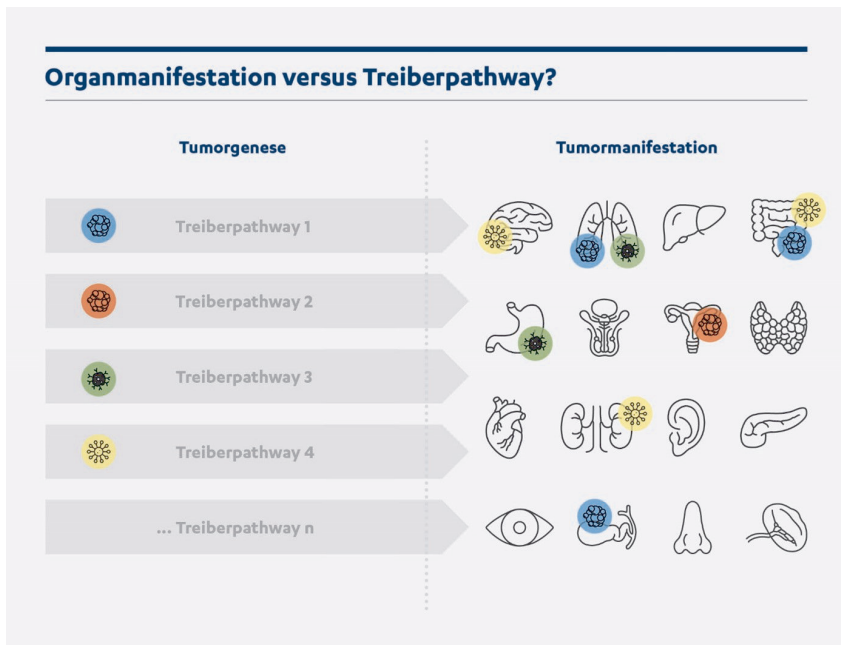 Organmanifestation versus Treiberpathway?
Tumorgenese
Tumormanifestation
Treiberpathway 1
Treiberpathway 2
Treiberpathway 3
Treiberpathway 4
... Treiberpathway n